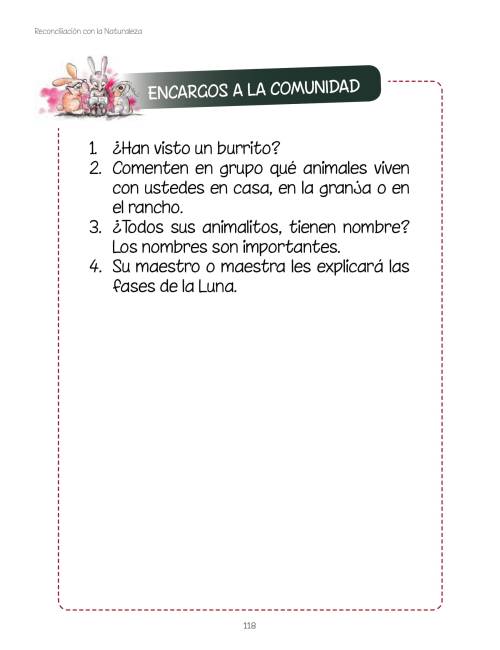 Reconciliación con la Naturaleza
ENCARGOS A LA COMUNIDAD
1. ¿Han visto un burrito?
2. Comenten en grupo qué animales viven
con ustedes en casa, en la granja o en
el rancho.
3. ¿Todos sus animalitos, tienen nombre?
Los nombres son importantes.
4. Su maestro o maestra les explicará las
fases de la Luna.
118